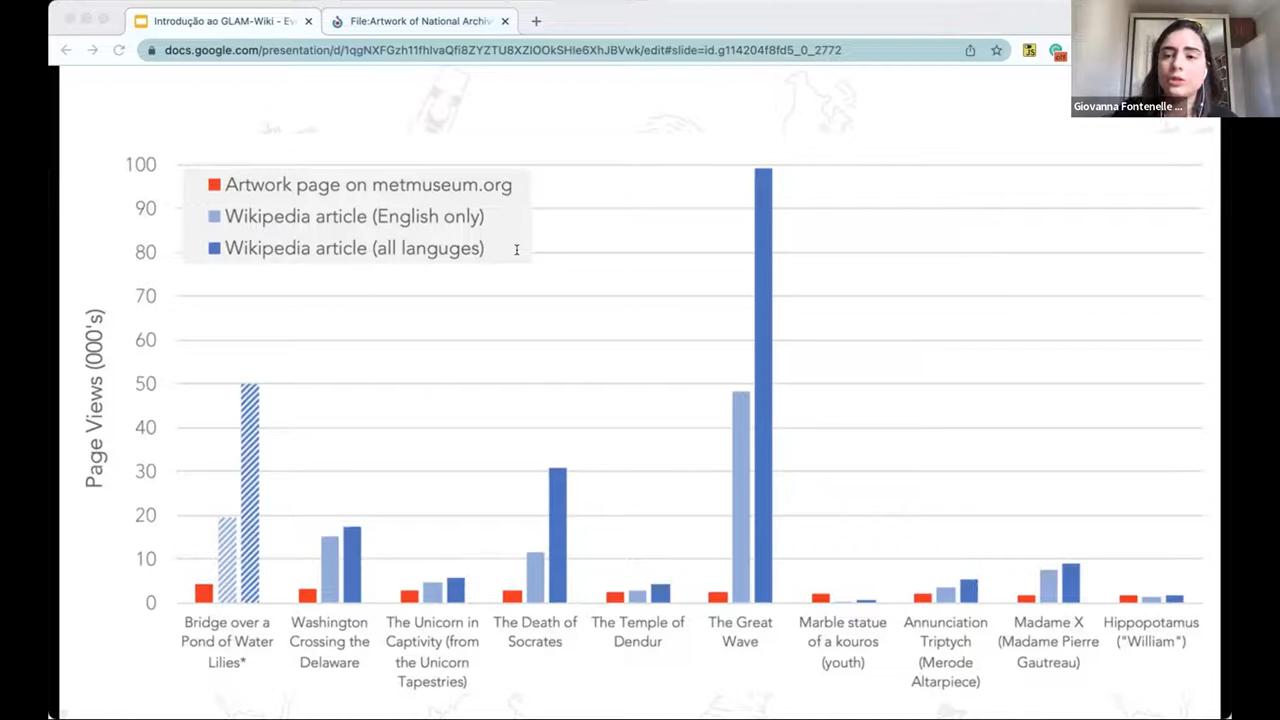 Introdução ao GLAM-Wiki - Eve
File:Artwork of National Archiv
docs.google.com/presentation/d/1qgNXFGzh11fhIvaQfi8ZYZTU8XZIOOkSHIe6XhJBVwk/edit#slide=id.g114204f8fd5_0_2772
JS
off
Giovanna Fontenelle ...
Artwork page on metmuseum.org
Wikipedia article (English only)
Wikipedia article (all languges)
Page Views (000's)
100
90
80
70
60
50
40
30
20
10
0
Bridge over a
Pond of Water
Lilies*
Washington
Crossing the
Delaware
The Unicorn in
Captivity (from
the Unicorn
Tapestries)
The Death of
Socrates
The Temple of
Dendur
The Great
Wave
Marble statue
of a kouros
(youth)
Annunciation
Triptych
(Merode
Altarpiece)
Madame X
(Madame Pierre
Gautreau)
Hippopotamus
("William")